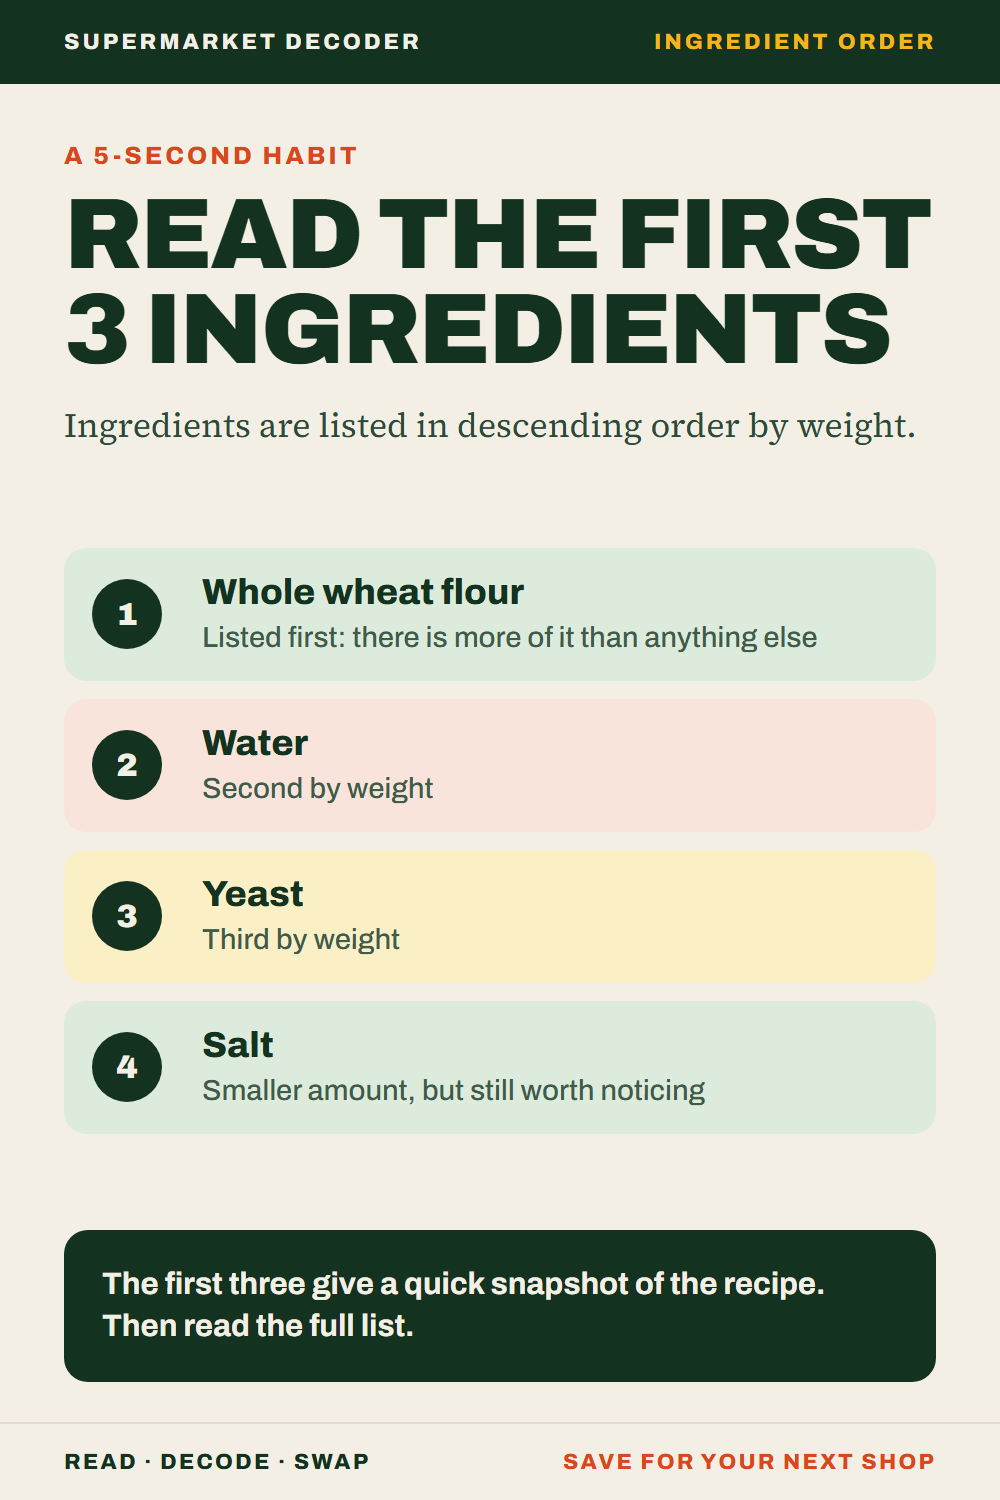 SUPERMARKET DECODER
INGREDIENT ORDER
A 5-SECOND HABIT
READ THE FIRST
3 INGREDIENTS
Ingredients are listed in descending order by weight.
1
Whole wheat flour
Listed first: there is more of it than anything else
2
Water
Second by weight
3
Yeast
Third by weight
4
Salt
Smaller amount, but still worth noticing
The first three give a quick snapshot of the recipe.
Then read the full list.
READ · DECODE · SWAP
SAVE FOR YOUR NEXT SHOP